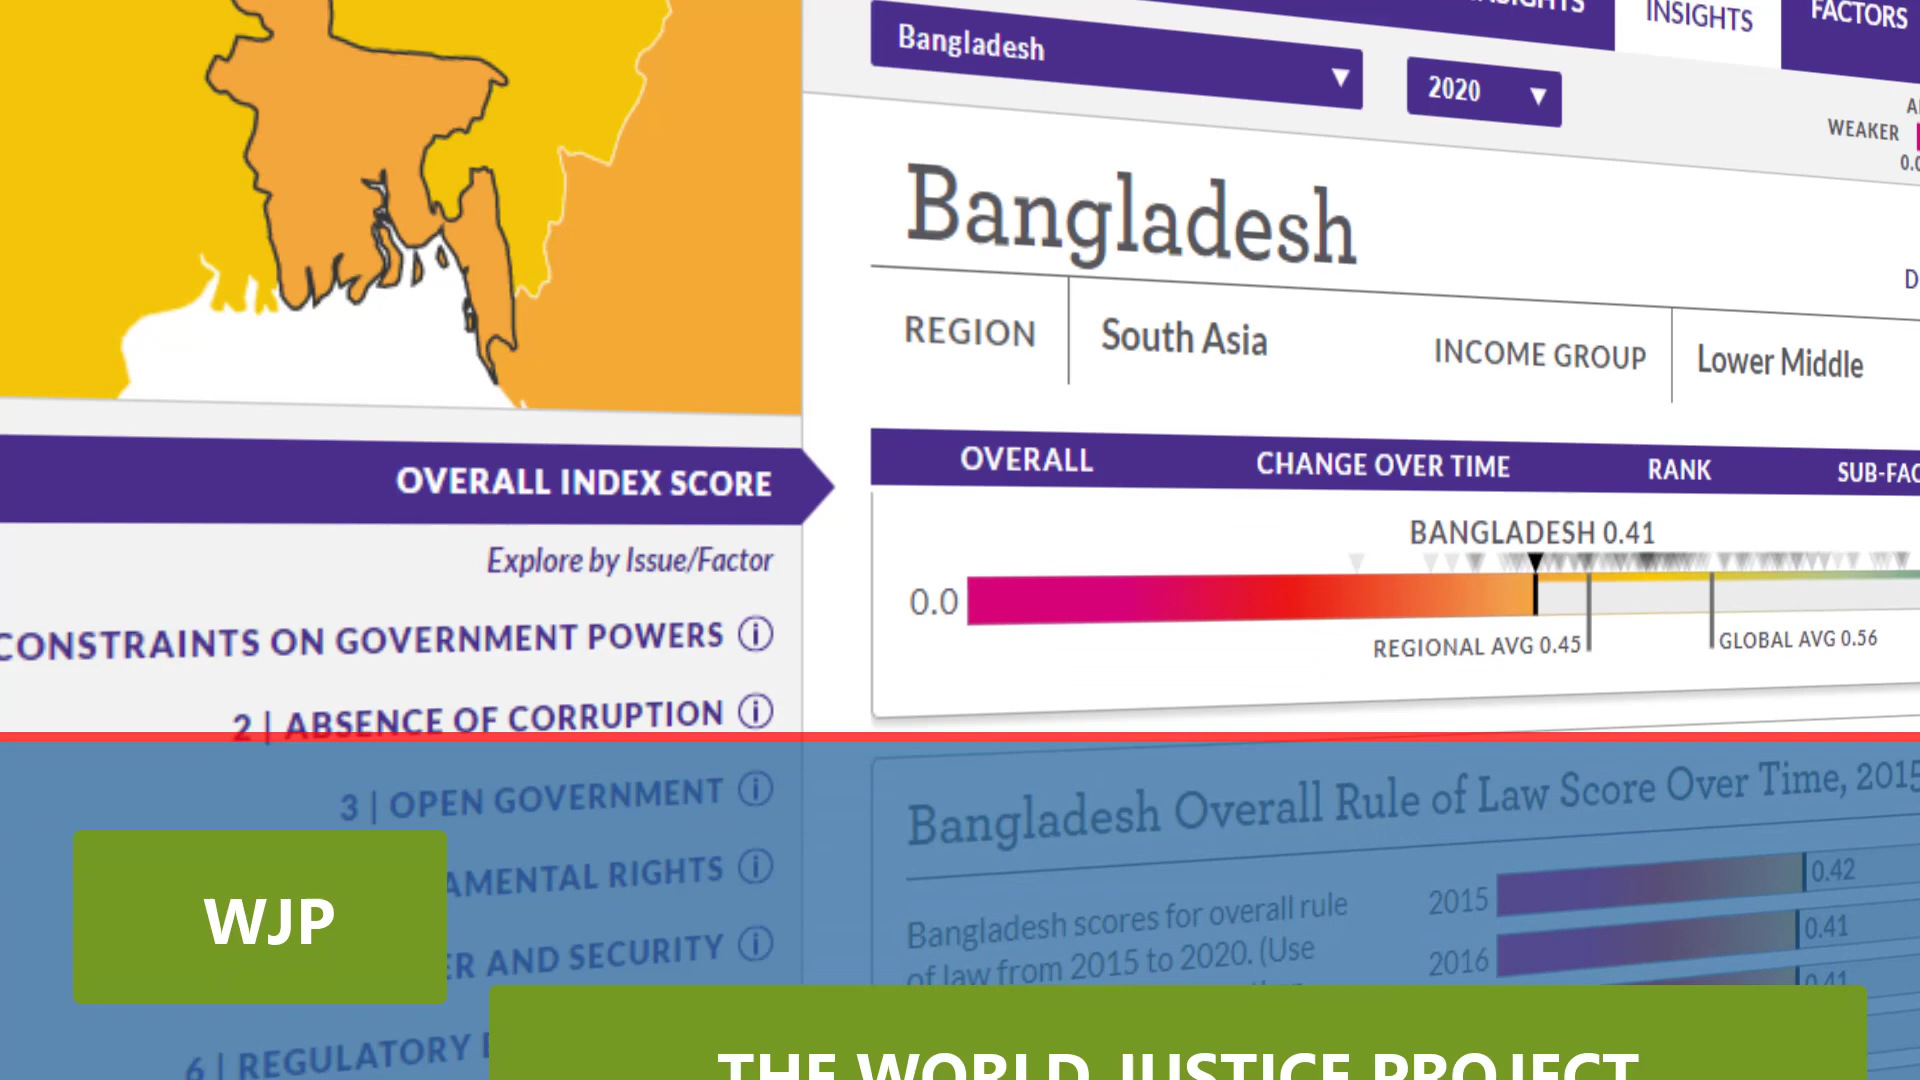 INSIGHTS
FACTORS
Bangladesh
2020
WEAKER
Bangladesh
REGION
South Asia
INCOME GROUP
Lower Middle
OVERALL INDEX SCORE
OVERALL
CHANGE OVER TIME
RANK
Explore by Issue/Factor
BANGLADESH 0.41
0.0
REGIONAL AVG 0.45
GLOBAL AVG 0.56
CONSTRAINTS ON GOVERNMENT POWERS
2 | ABSENCE OF CORRUPTION
3 | OPEN GOVERNMENT
AMENTAL RIGHTS
ER AND SECURITY
6 | REGULATORY
Bangladesh Overall Rule of Law Score Over Time, 2015
Bangladesh scores for overall rule
of law from 2015 to 2020. (Use
2015
0.42
2016
0.41
0.41
WJP
THE WORLD JUSTICE PROJECT